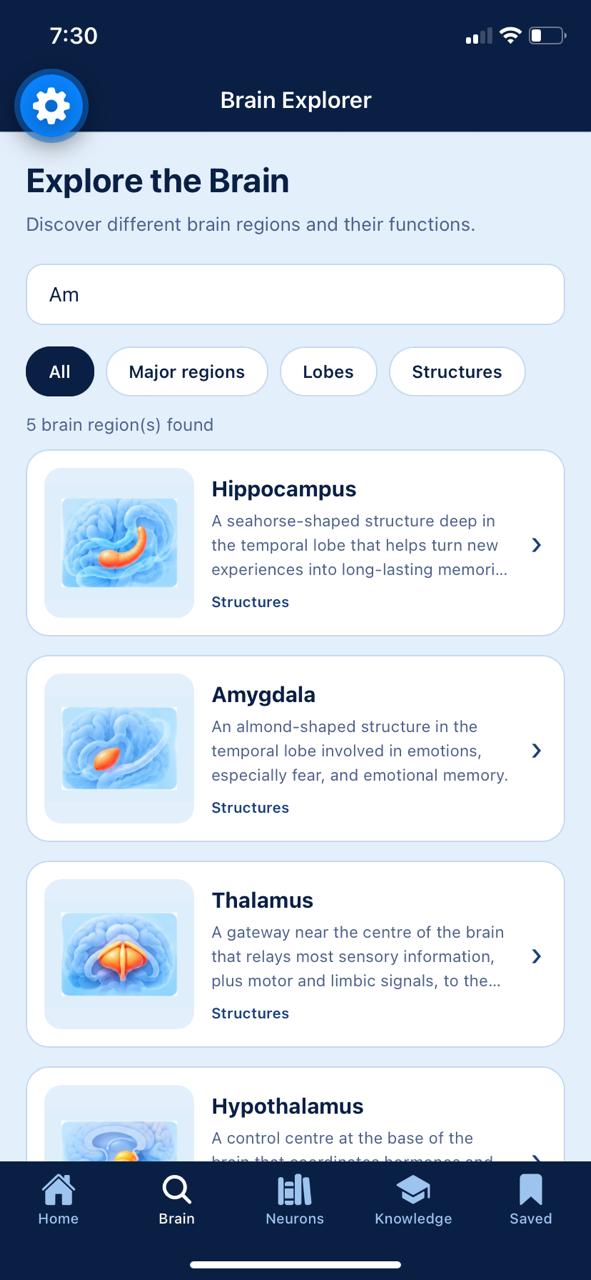 7:30
Brain Explorer
Explore the Brain
Discover different brain regions and their functions.
Am
All
Major regions
Lobes
Structures
5 brain region(s) found
Hippocampus
A seahorse-shaped structure deep in
the temporal lobe that helps turn new
experiences into long-lasting memori...
Structures
Amygdala
An almond-shaped structure in the
temporal lobe involved in emotions,
especially fear, and emotional memory.
Structures
Thalamus
A gateway near the centre of the brain
that relays most sensory information,
plus motor and limbic signals, to the...
Structures
Hypothalamus
A control centre at the base of the
brain that coordinates hormones and
Home
Brain
Neurons
Knowledge
Saved